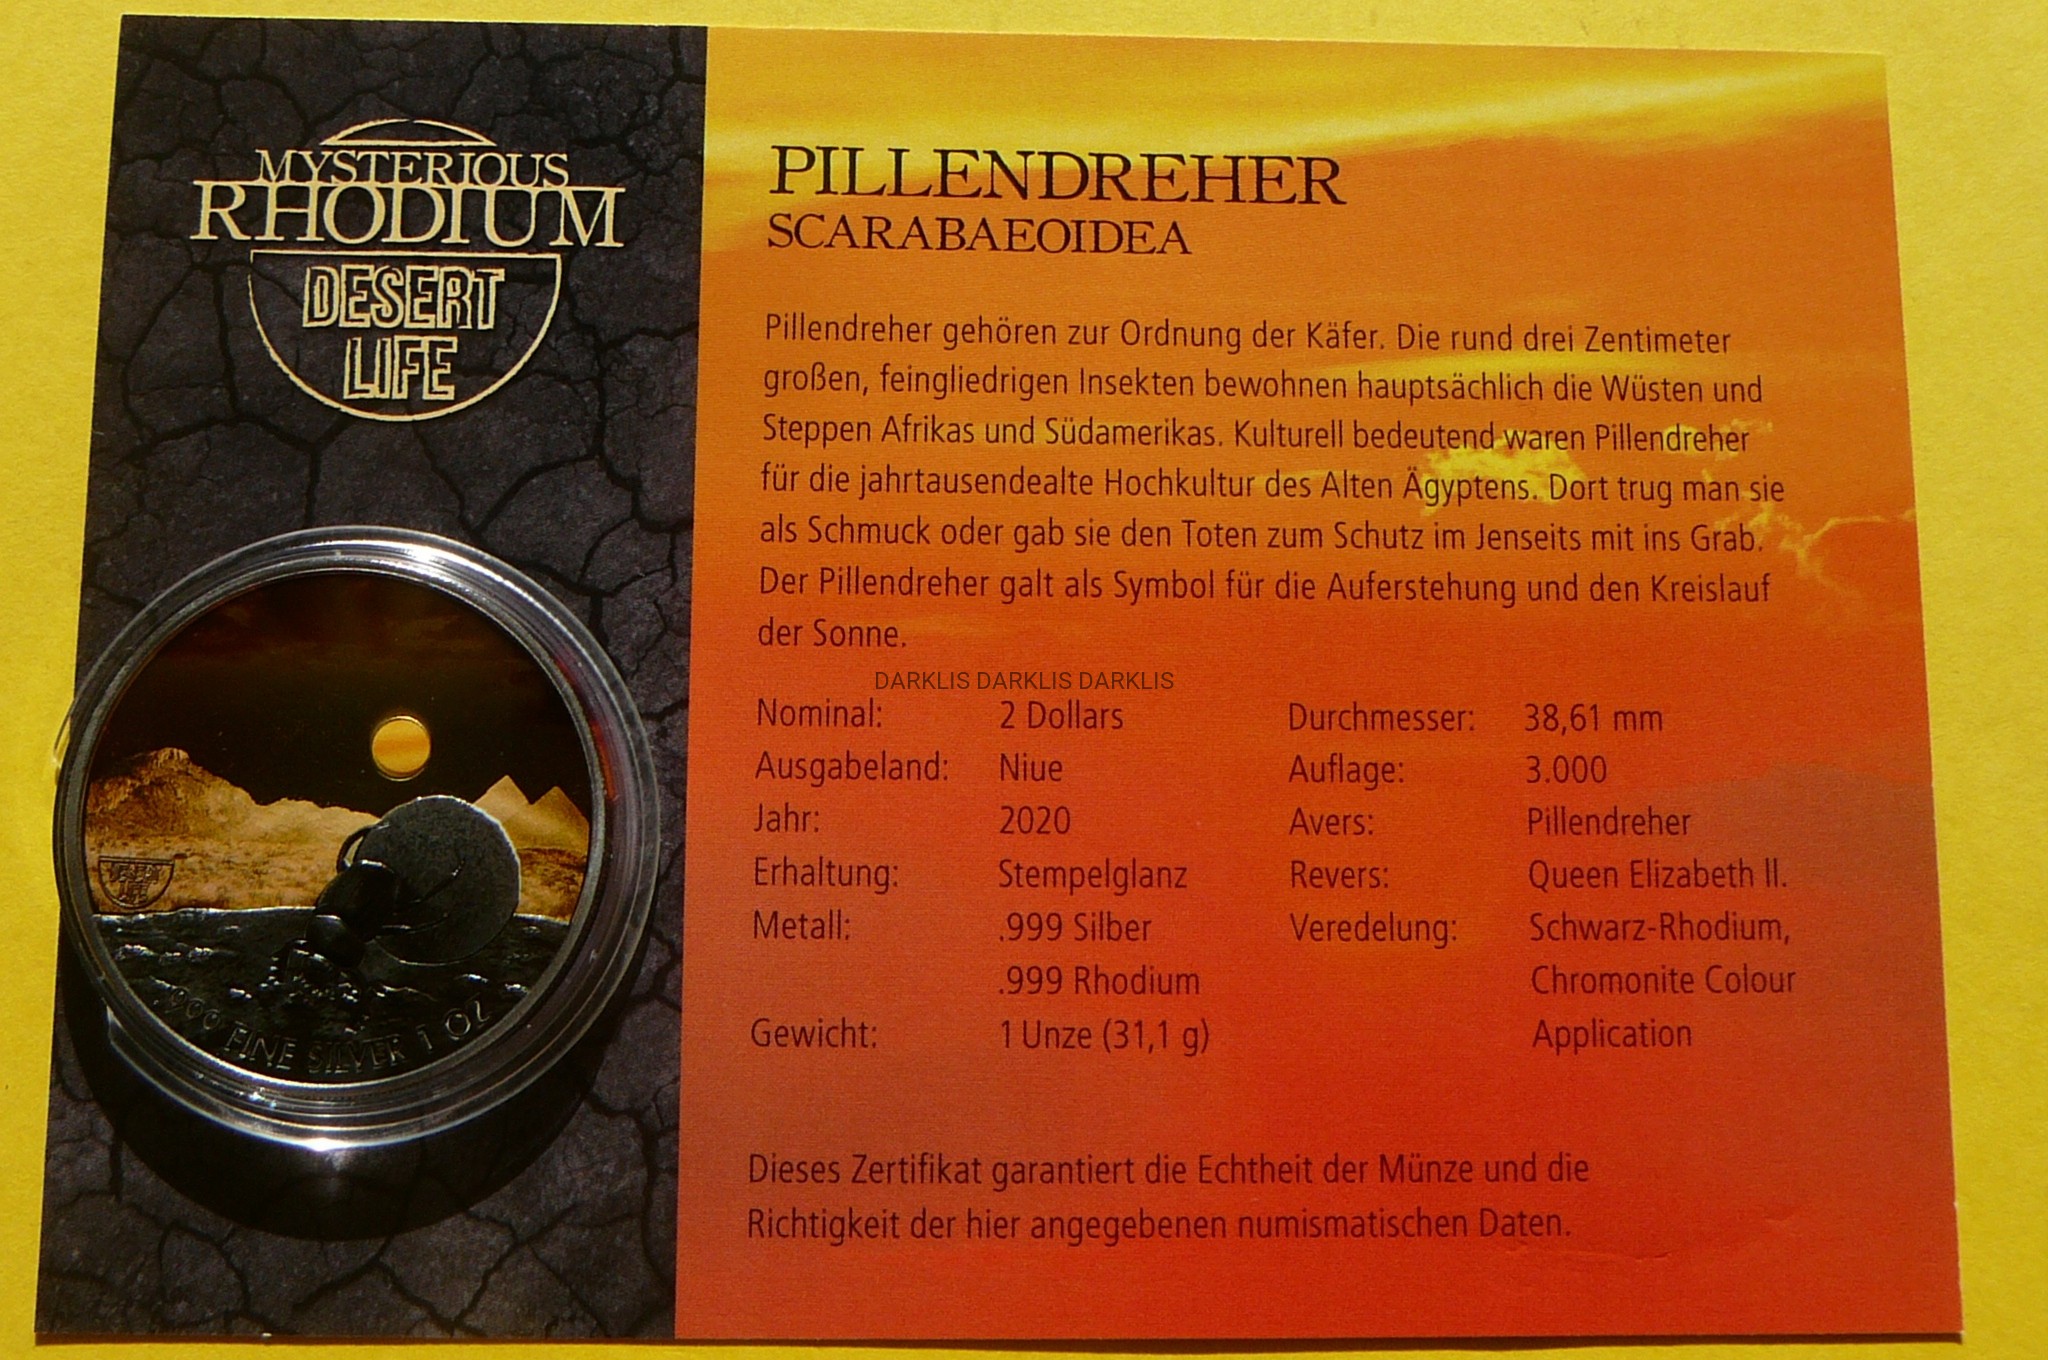 MYSTERIOUS
RHODIUM
DESERT
LIFE
PILLENDREHER
SCARABAEOIDEA
Pillendreher gehören zur Ordnung der Käfer. Die rund drei Zentimeter
großen, feingliedrigen Insekten bewohnen hauptsächlich die Wüsten und
Steppen Afrikas und Südamerikas. Kulturell bedeutend waren Pillendreher
für die jahrtausendealte Hochkultur des Alten Ägyptens. Dort trug man sie
als Schmuck oder gab sie den Toten zum Schutz im Jenseits mit ins Grab.
Der Pillendreher galt als Symbol für die Auferstehung und den Kreislauf
der Sonne.
DARKLIS DARKLIS DARKLIS
Nominal: 2 Dollars Durchmesser: 38,61 mm
Ausgabeland: Niue Auflage: 3.000
Jahr: 2020 Avers: Pillendreher
Erhaltung: Stempelglanz Revers: Queen Elizabeth II.
Metall: .999 Silber Veredelung: Schwarz-Rhodium,
.999 Rhodium Chromonite Colour
Gewicht: 1 Unze (31,1 g) Application
Dieses Zertifikat garantiert die Echtheit der Münze und die
Richtigkeit der hier angegebenen numismatischen Daten.
DESERT
LIFE
.999 FINE SILVER 1 OZ